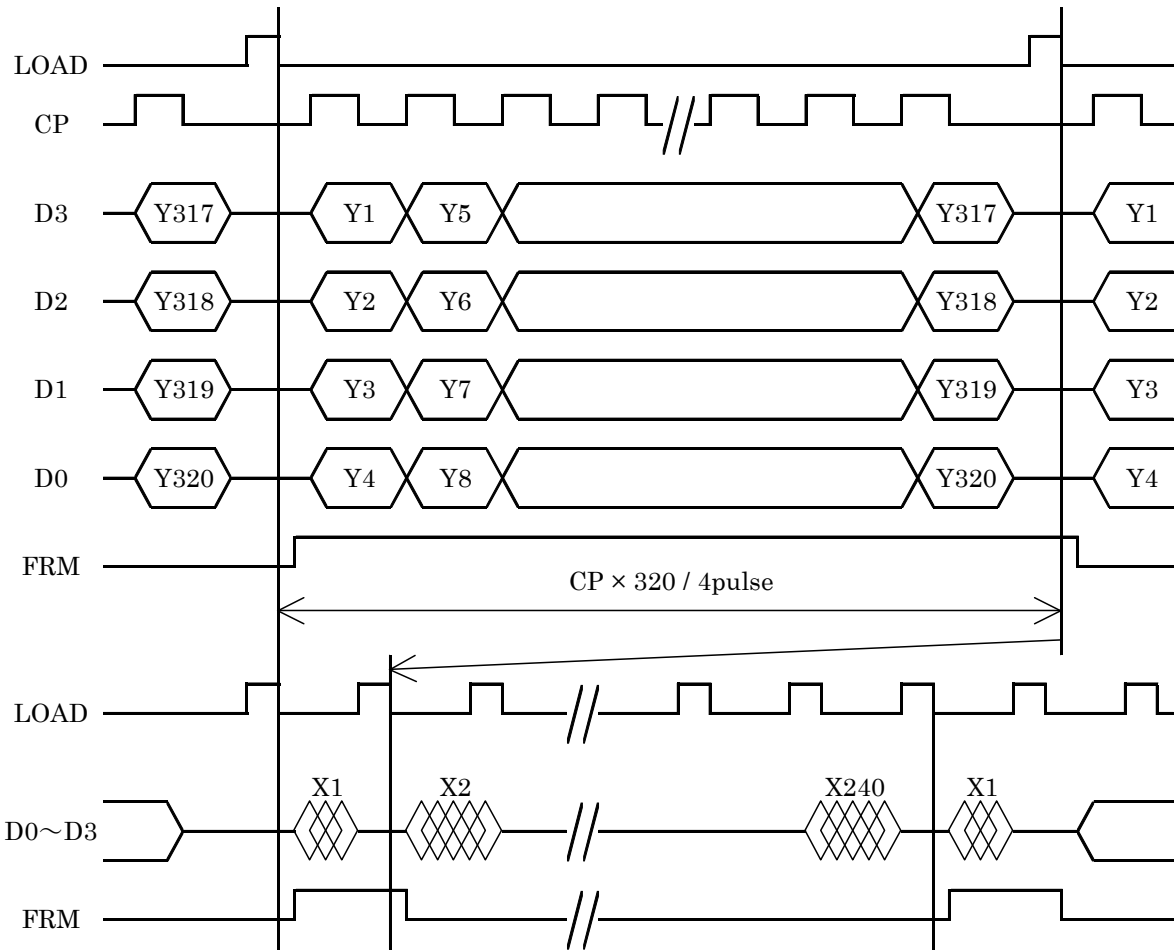 LOAD
CP
D3 Y317 Y1 Y5 Y317 Y1
D2 Y318 Y2 Y6 Y318 Y2
D1 Y319 Y3 Y7 Y319 Y3
D0 Y320 Y4 Y8 Y320 Y4
FRM
CP × 320 / 4pulse
LOAD
X1 X2 X240 X1
D0～D3
FRM